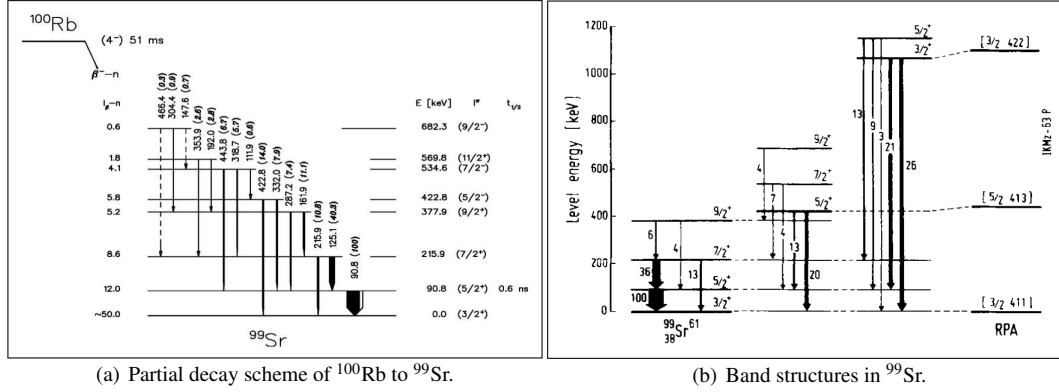 ¹⁰⁰Rb
(4⁻) 51 ms
β⁻-n
I_β-n
466.4 (0.3)
304.4 (0.9)
147.6 (0.7)
353.9 (2.6)
192.0 (2.8)
443.8 (6.7)
318.7 (5.7)
111.9 (0.6)
422.8 (14.0)
332.0 (7.9)
287.2 (7.4)
161.9 (11.1)
215.9 (10.8)
125.1 (40.3)
90.8 (100)
E [keV] Iᵖ t₁/₂
0.6 682.3 (9/2⁻)
1.8 569.8 (11/2⁺)
4.1 534.6 (7/2⁻)
5.8 422.8 (5/2⁻)
5.2 377.9 (9/2⁺)
8.6 215.9 (7/2⁺)
12.0 90.8 (5/2⁺) 0.6 ns
~50.0 0.0 (3/2⁺)
⁹⁹Sr
(a) Partial decay scheme of ¹⁰⁰Rb to ⁹⁹Sr.
Level energy [keV]
1200
1000
800
600
400
200
0
5/2⁺
3/2⁺
[3/2 422]
13
9
3
21
26
9/2⁺
7/2⁺
5/2⁺
[5/2 413]
4
7
4
13
20
9/2⁺
7/2⁺
5/2⁺
3/2⁺
6
4
36
13
100
[3/2 411]
⁹⁹₃₈Sr⁶¹
RPA
IKMz-63 P
(b) Band structures in ⁹⁹Sr.